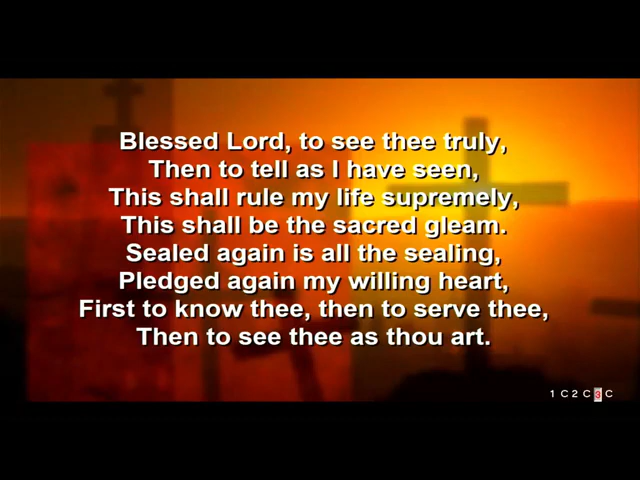 Blessed Lord, to see thee truly,
Then to tell as I have seen,
This shall rule my life supremely,
This shall be the sacred gleam.
Sealed again is all the sealing,
Pledged again my willing heart,
First to know thee, then to serve thee,
Then to see thee as thou art.
1 C 2 C 3 C